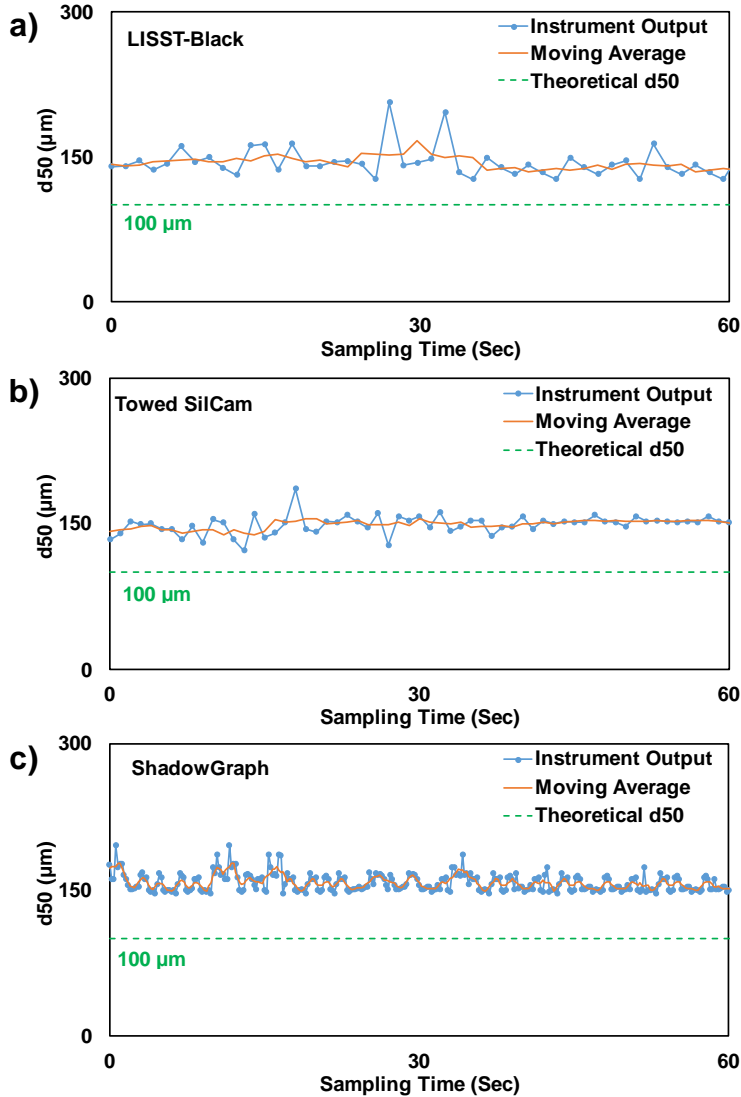 a)
300
LISST-Black
Instrument Output
Moving Average
Theoretical d50
d50 (µm)
150
100 µm
0
0 30 60
Sampling Time (Sec)
b)
300
Towed SilCam
Instrument Output
Moving Average
Theoretical d50
d50 (µm)
150
100 µm
0
0 30 60
Sampling Time (Sec)
c)
300
ShadowGraph
Instrument Output
Moving Average
Theoretical d50
d50 (µm)
150
100 µm
0
0 30 60
Sampling Time (Sec)